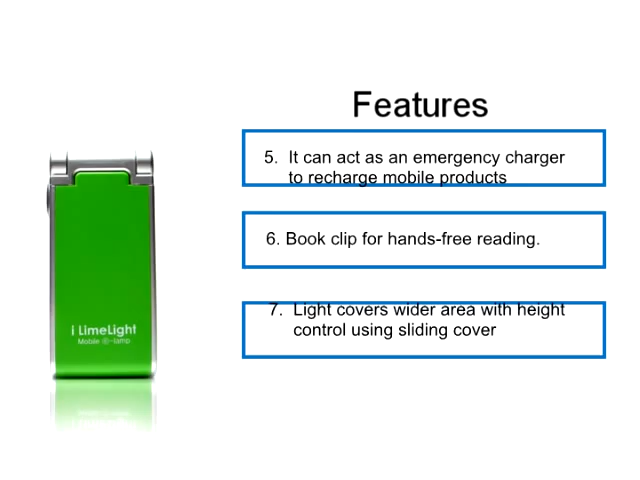 Features
5. It can act as an emergency charger
to recharge mobile products
6. Book clip for hands-free reading.
7. Light covers wider area with height
control using sliding cover
i LimeLight
Mobile ⓔ-lamp